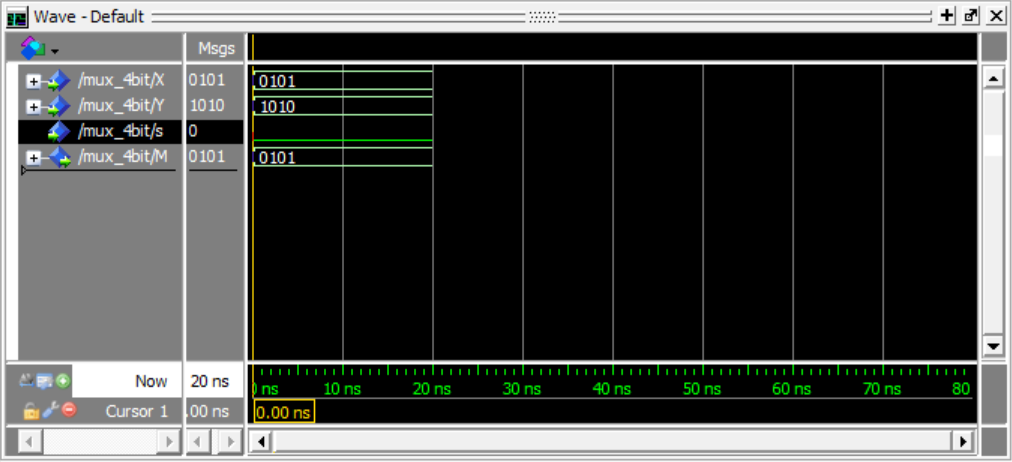 Wave - Default
Msgs
/mux_4bit/X 0101 0101
/mux_4bit/Y 1010 1010
/mux_4bit/s 0
/mux_4bit/M 0101 0101
Now 20 ns ns 10 ns 20 ns 30 ns 40 ns 50 ns 60 ns 70 ns 80
Cursor 1 .00 ns 0.00 ns